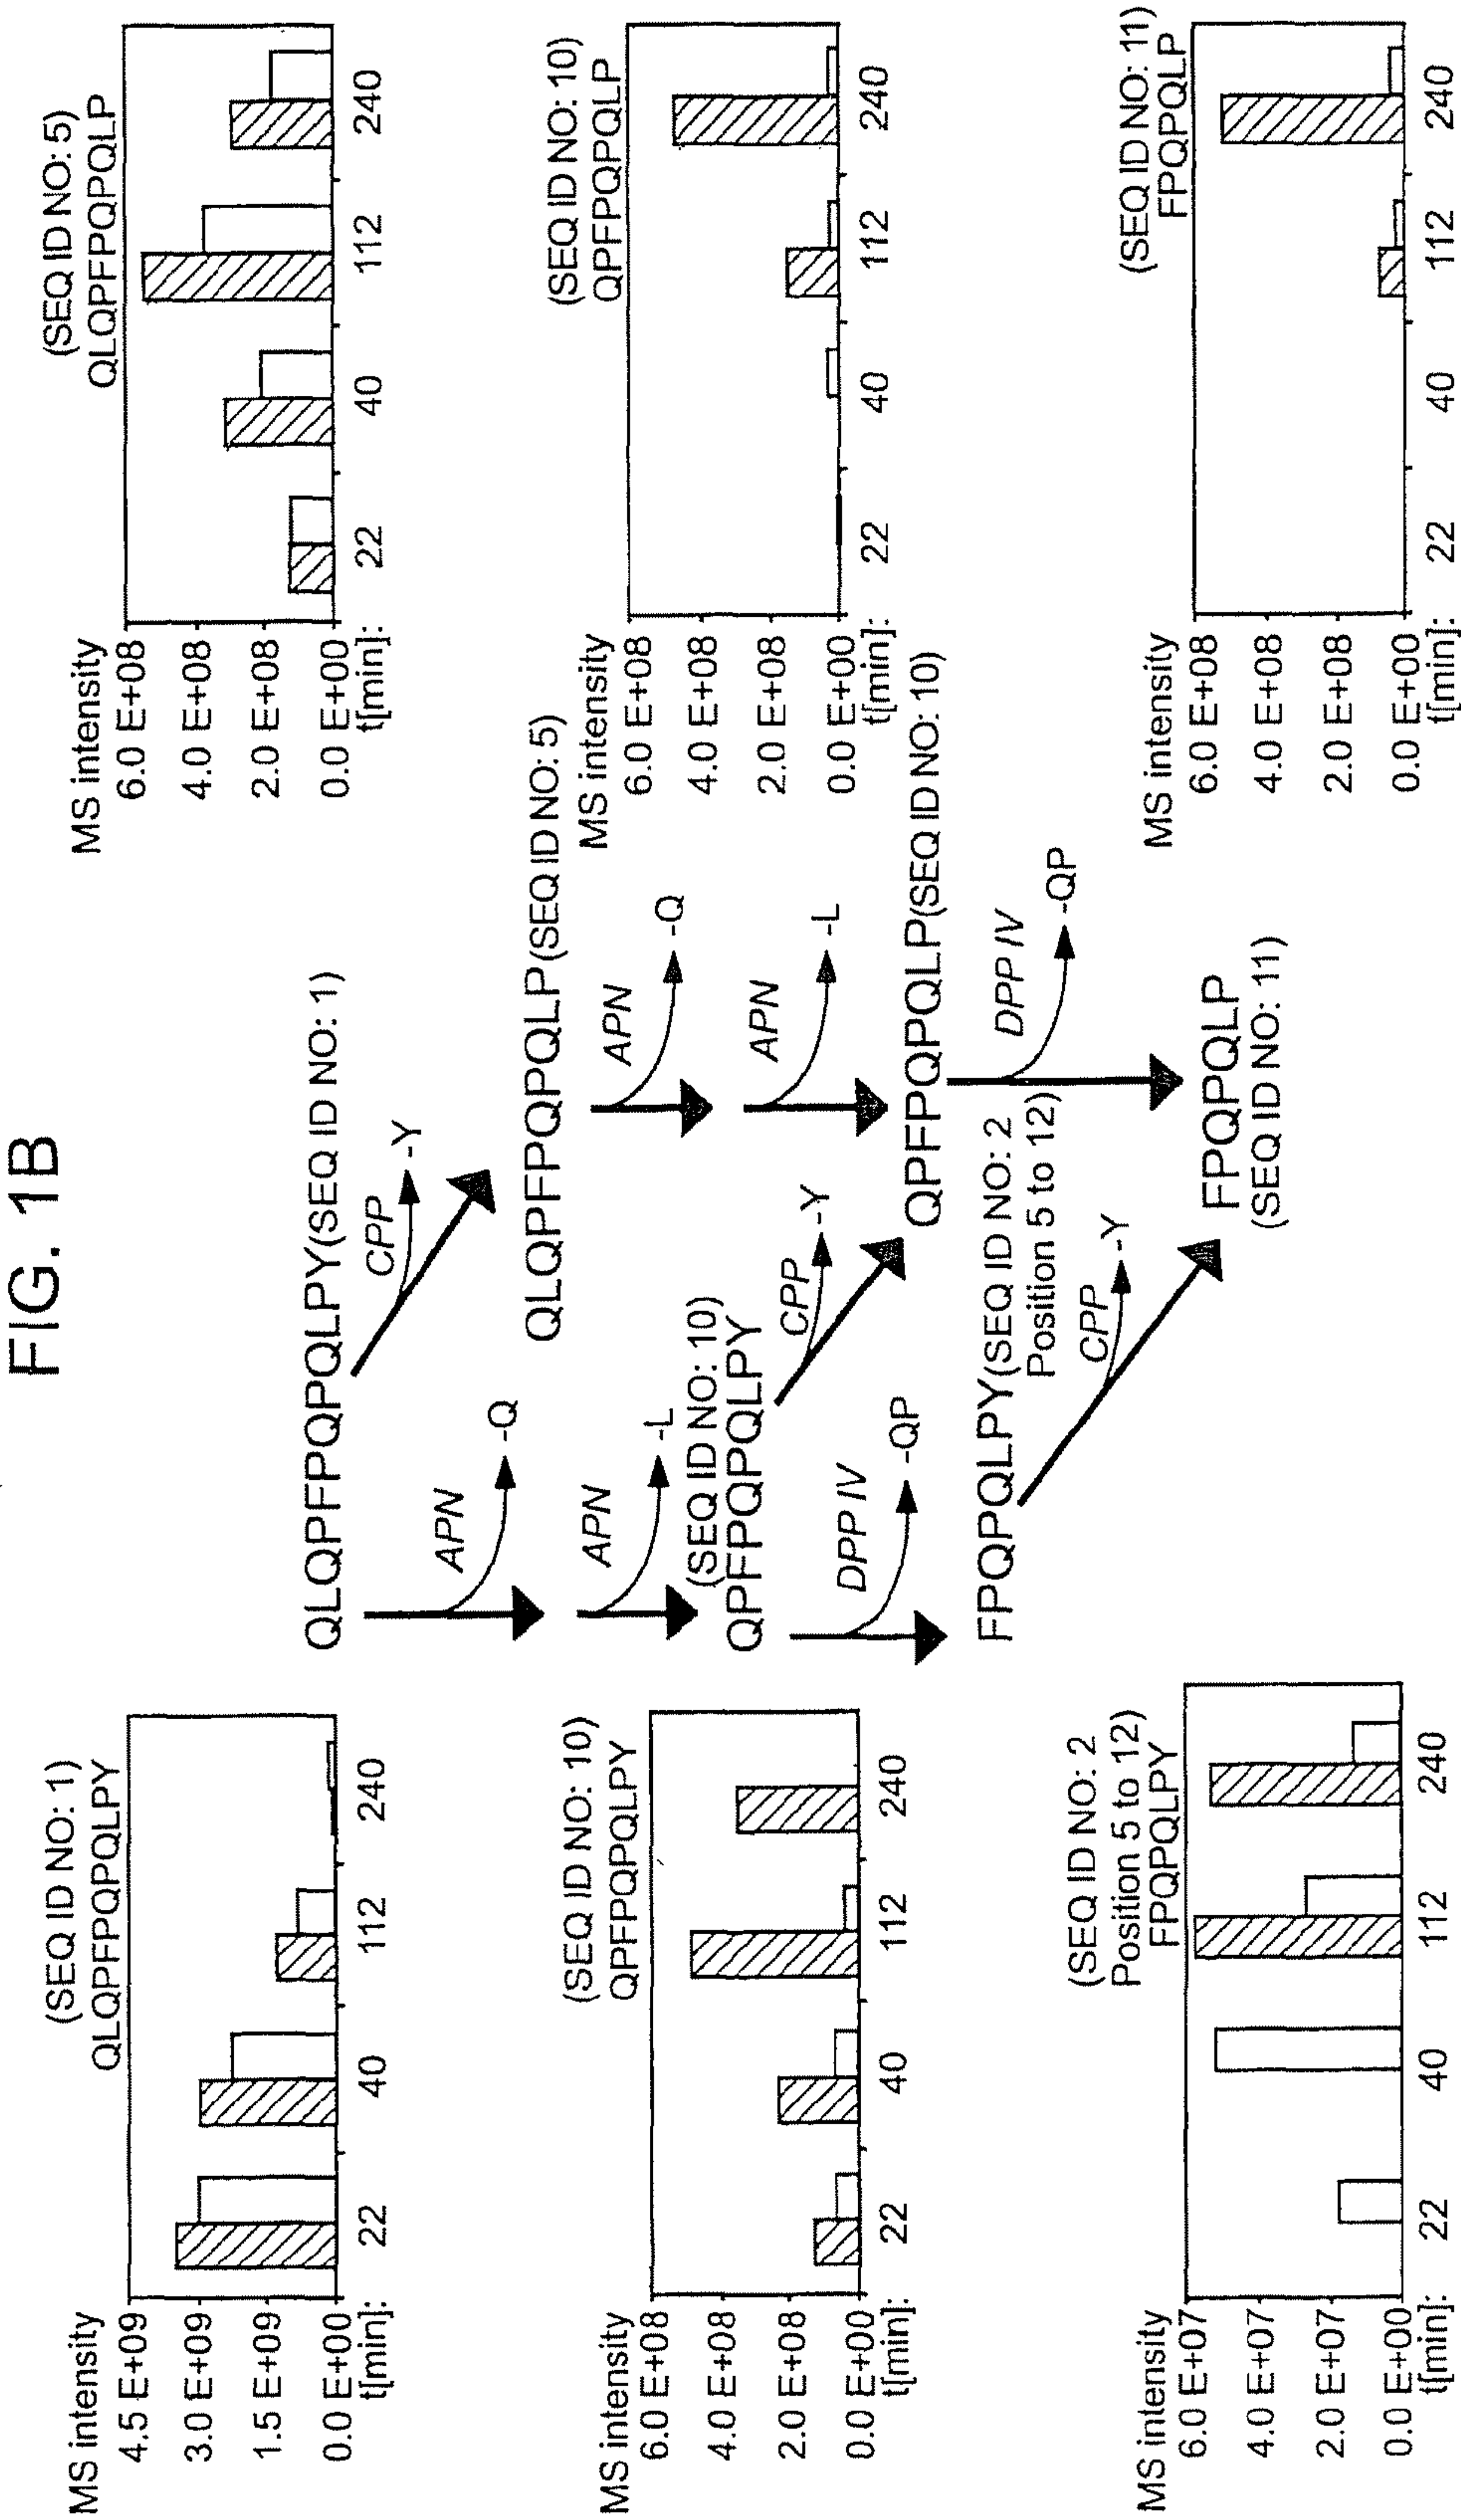 FIG. 1B
(SEQ ID NO: 1)
QLQPFPQPQLPY
MS intensity
4.5 E+09
3.0 E+09
1.5 E+09
0.0 E+00
t[min]:
22
40
112
240
(SEQ ID NO: 10)
QPFPQPQLPY
MS intensity
6.0 E+08
4.0 E+08
2.0 E+08
0.0 E+00
t[min]:
22
40
112
240
(SEQ ID NO: 2
Position 5 to 12)
FPQPQLPY
MS intensity
6.0 E+07
4.0 E+07
2.0 E+07
0.0 E+00
t[min]:
22
40
112
240
QLQPFPQPQLPY(SEQ ID NO: 1)
CPP
-Y
APN
-Q
APN
-L
QLQPFPQPQLP(SEQ ID NO: 5)
APN
-Q
APN
-L
(SEQ ID NO: 10)
QPFPQPQLPY
CPP
-Y
DPP IV
-QP
QPFPQPQLP(SEQ ID NO: 10)
DPP IV
-QP
FPQPQLPY(SEQ ID NO: 2
Position 5 to 12)
CPP
-Y
FPQPQLP
(SEQ ID NO: 11)
(SEQ ID NO: 5)
QLQPFPQPQLP
MS intensity
6.0 E+08
4.0 E+08
2.0 E+08
0.0 E+00
t[min]:
22
40
112
240
(SEQ ID NO: 10)
QPFPQPQLP
MS intensity
6.0 E+08
4.0 E+08
2.0 E+08
0.0 E+00
t[min]:
22
40
112
240
(SEQ ID NO: 11)
FPQPQLP
MS intensity
6.0 E+08
4.0 E+08
2.0 E+08
0.0 E+00
t[min]:
22
40
112
240